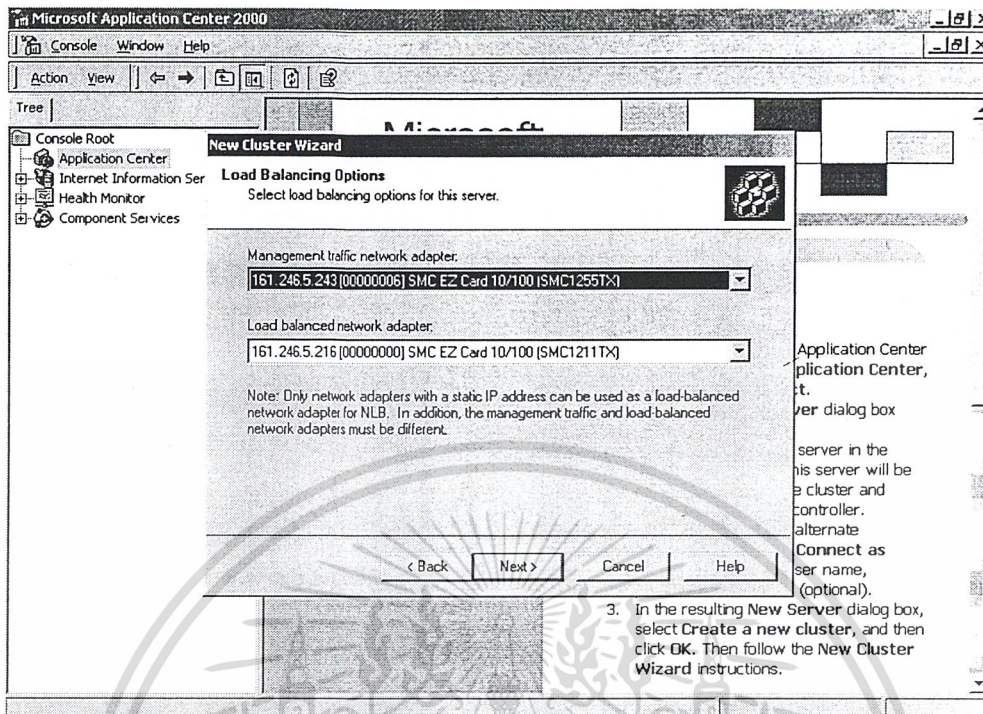 Microsoft Application Center 2000
Console Window Help
Action View
Tree
Console Root
Application Center
Internet Information Ser
Health Monitor
Component Services
Microsoft
New Cluster Wizard
Load Balancing Options
Select load balancing options for this server.
Management traffic network adapter:
161.246.5.243 [00000006] SMC EZ Card 10/100 (SMC1255TX)
Load balanced network adapter:
161.246.5.216 [00000000] SMC EZ Card 10/100 (SMC1211TX)
Note: Only network adapters with a static IP address can be used as a load-balanced
network adapter for NLB. In addition, the management traffic and load-balanced
network adapters must be different.
< Back Next > Cancel Help
Application Center
plication Center,
ct.
ver dialog box
server in the
his server will be
e cluster and
controller.
alternate
Connect as
ser name,
(optional).
3. In the resulting New Server dialog box,
select Create a new cluster, and then
click OK. Then follow the New Cluster
Wizard instructions.